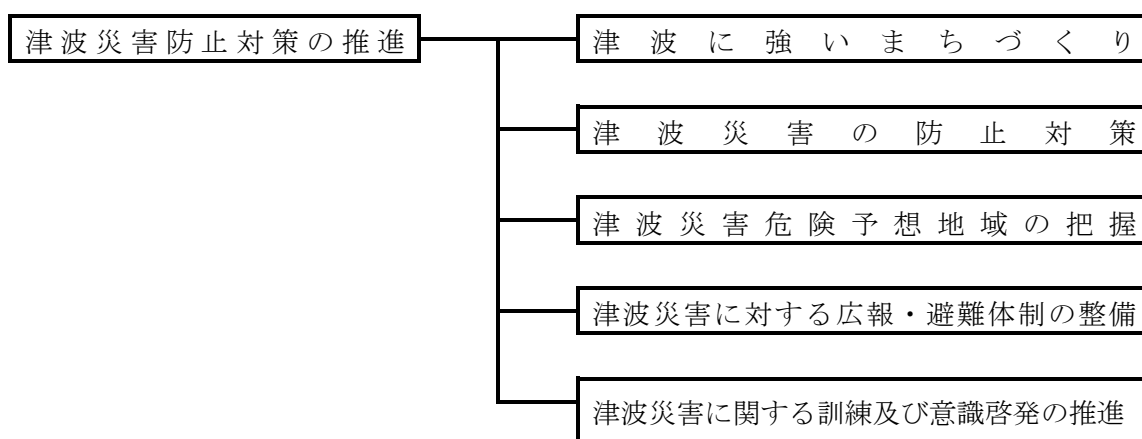 津波災害防止対策の推進
津波に強いまちづくり
津波災害の防止対策
津波災害危険予想地域の把握
津波災害に対する広報・避難体制の整備
津波災害に関する訓練及び意識啓発の推進